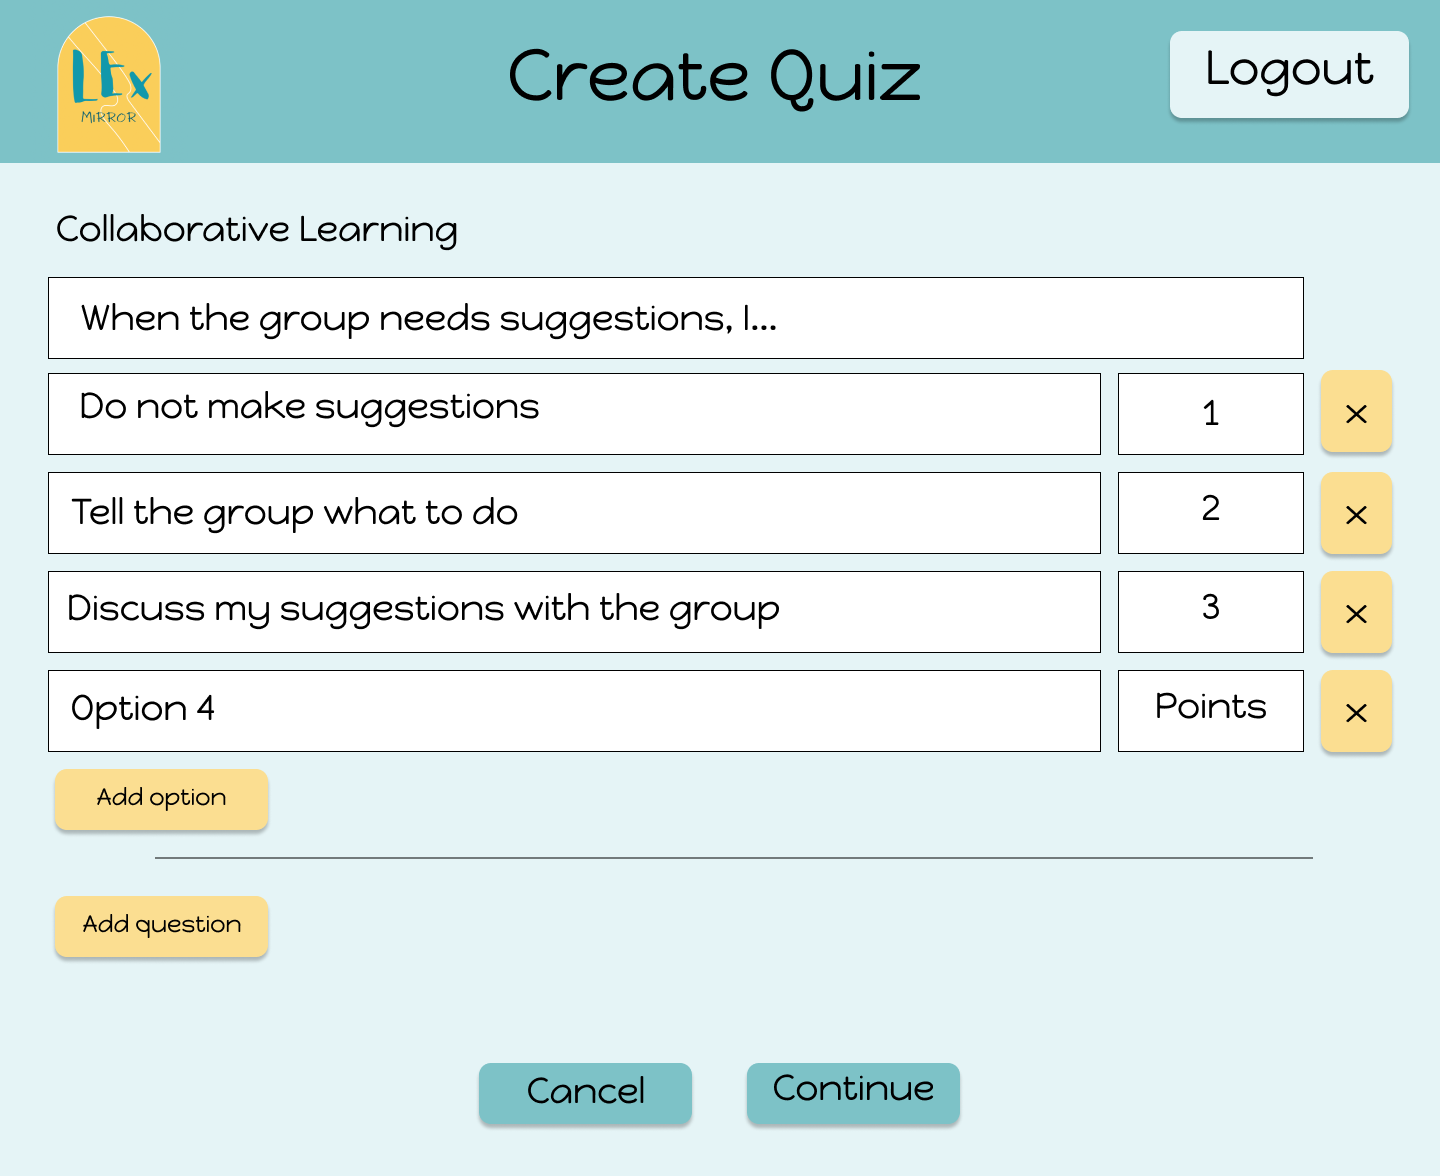 LEx
MIRROR
Create Quiz
Logout
Collaborative Learning
When the group needs suggestions, I...
Do not make suggestions
1
×
Tell the group what to do
2
×
Discuss my suggestions with the group
3
×
Option 4
Points
×
Add option
Add question
Cancel
Continue